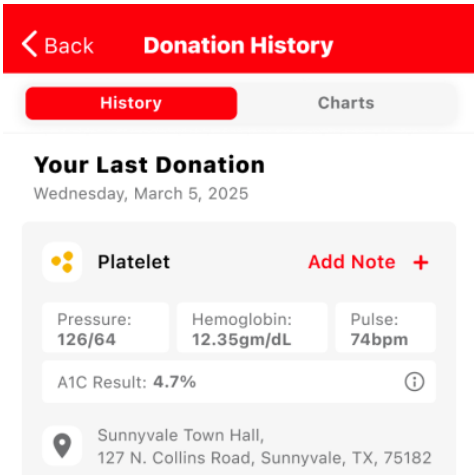 Back Donation History
History Charts
Your Last Donation
Wednesday, March 5, 2025
Platelet Add Note +
Pressure: Hemoglobin: Pulse:
126/64 12.35gm/dL 74bpm
A1C Result: 4.7%
Sunnyvale Town Hall,
127 N. Collins Road, Sunnyvale, TX, 75182